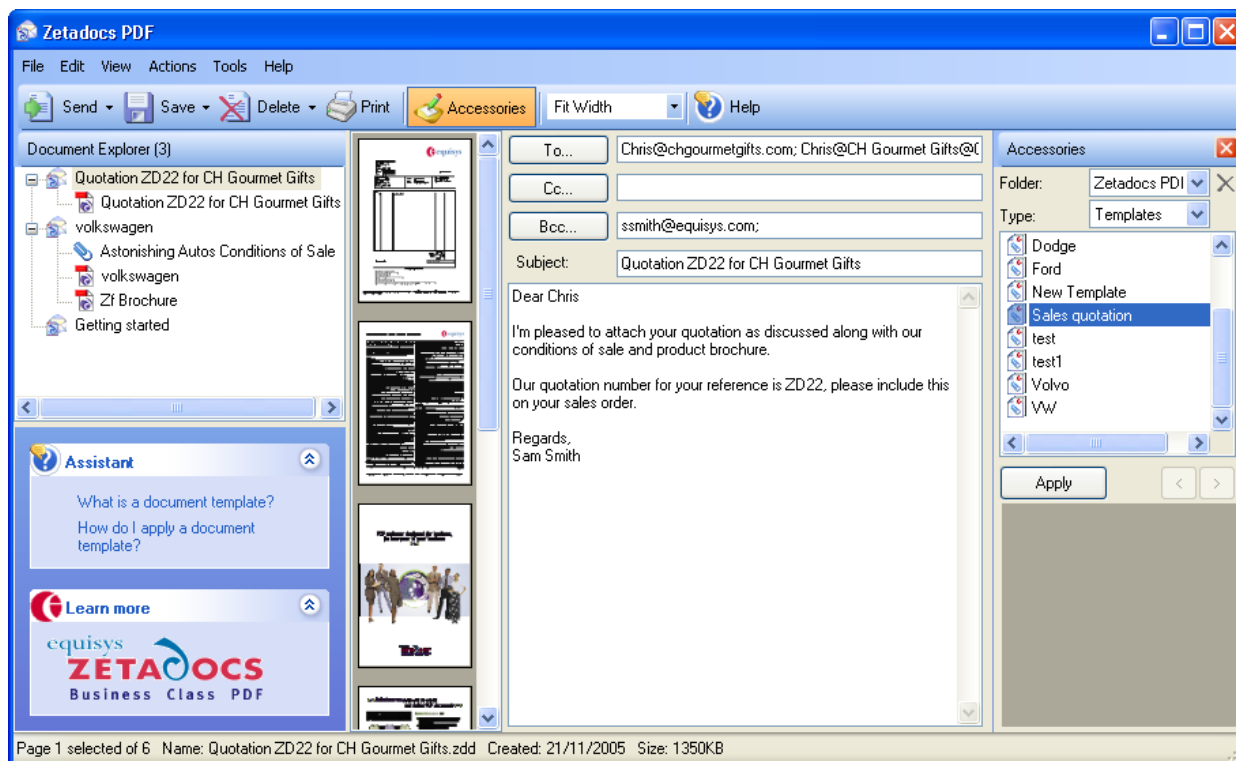 Zetadocs PDF
File Edit View Actions Tools Help
Send Save Delete Print Accessories Fit Width Help
Document Explorer (3)
Quotation ZD22 for CH Gourmet Gifts
Quotation ZD22 for CH Gourmet Gifts
volkswagen
Astonishing Autos Conditions of Sale
volkswagen
Zf Brochure
Getting started
Assistant
What is a document template?
How do I apply a document
template?
Learn more
equisys
ZETADOCS
Business Class PDF
equisys
To... Chris@chgourmetgifts.com; Chris@CH Gourmet Gifts@(
Cc...
Bcc... ssmith@equisys.com;
Subject: Quotation ZD22 for CH Gourmet Gifts
Dear Chris
I'm pleased to attach your quotation as discussed along with our
conditions of sale and product brochure.
Our quotation number for your reference is ZD22, please include this
on your sales order.
Regards,
Sam Smith
Accessories
Folder: Zetadocs PDI
Type: Templates
Dodge
Ford
New Template
Sales quotation
test
test1
Volvo
VW
Apply < >
Page 1 selected of 6 Name: Quotation ZD22 for CH Gourmet Gifts.zdd Created: 21/11/2005 Size: 1350KB